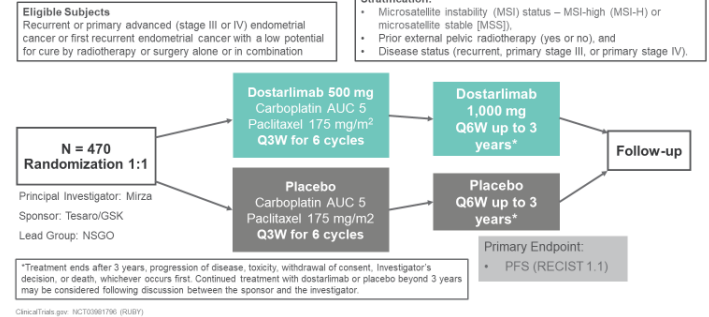 Eligible Subjects
Recurrent or primary advanced (stage III or IV) endometrial
cancer or first recurrent endometrial cancer with a low potential
for cure by radiotherapy or surgery alone or in combination
Stratification:
• Microsatellite instability (MSI) status – MSI-high (MSI-H) or
microsatellite stable [MSS]),
• Prior external pelvic radiotherapy (yes or no), and
• Disease status (recurrent, primary stage III, or primary stage IV).
N = 470
Randomization 1:1
Dostarlimab 500 mg
Carboplatin AUC 5
Paclitaxel 175 mg/m²
Q3W for 6 cycles
Dostarlimab
1,000 mg
Q6W up to 3
years*
Follow-up
Placebo
Carboplatin AUC 5
Paclitaxel 175 mg/m2
Q3W for 6 cycles
Placebo
Q6W up to 3
years*
Principal Investigator: Mirza
Sponsor: Tesaro/GSK
Lead Group: NSGO
Primary Endpoint:
• PFS (RECIST 1.1)
*Treatment ends after 3 years, progression of disease, toxicity, withdrawal of consent, Investigator's
decision, or death, whichever occurs first. Continued treatment with dostarlimab or placebo beyond 3 years
may be considered following discussion between the sponsor and the investigator.
ClinicalTrials.gov: NCT03981796 (RUBY)